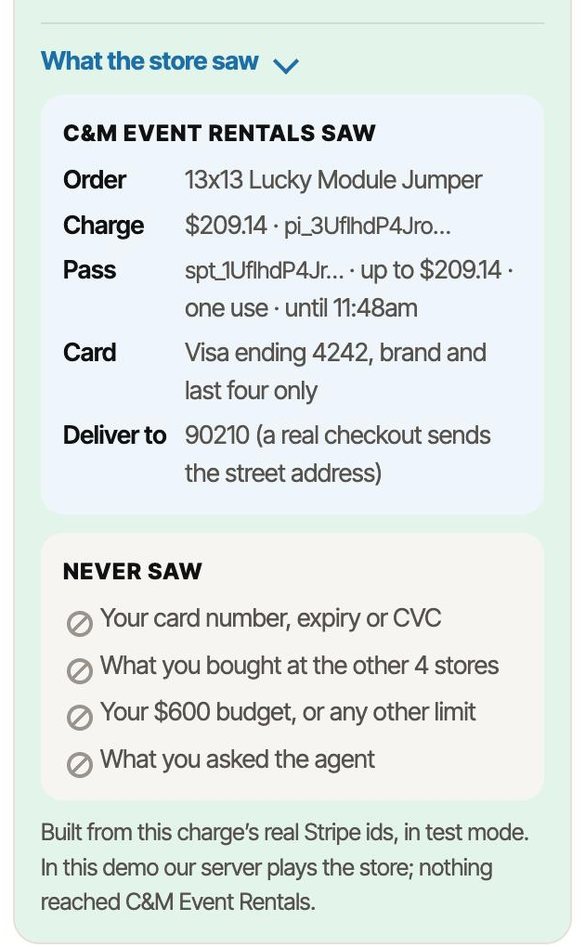 What the store saw
C&M EVENT RENTALS SAW
Order 13x13 Lucky Module Jumper
Charge $209.14 · pi_3UflhdP4Jro...
Pass spt_1UflhdP4Jr... · up to $209.14 ·
one use · until 11:48am
Card Visa ending 4242, brand and
last four only
Deliver to 90210 (a real checkout sends
the street address)
NEVER SAW
Your card number, expiry or CVC
What you bought at the other 4 stores
Your $600 budget, or any other limit
What you asked the agent
Built from this charge’s real Stripe ids, in test mode.
In this demo our server plays the store; nothing
reached C&M Event Rentals.